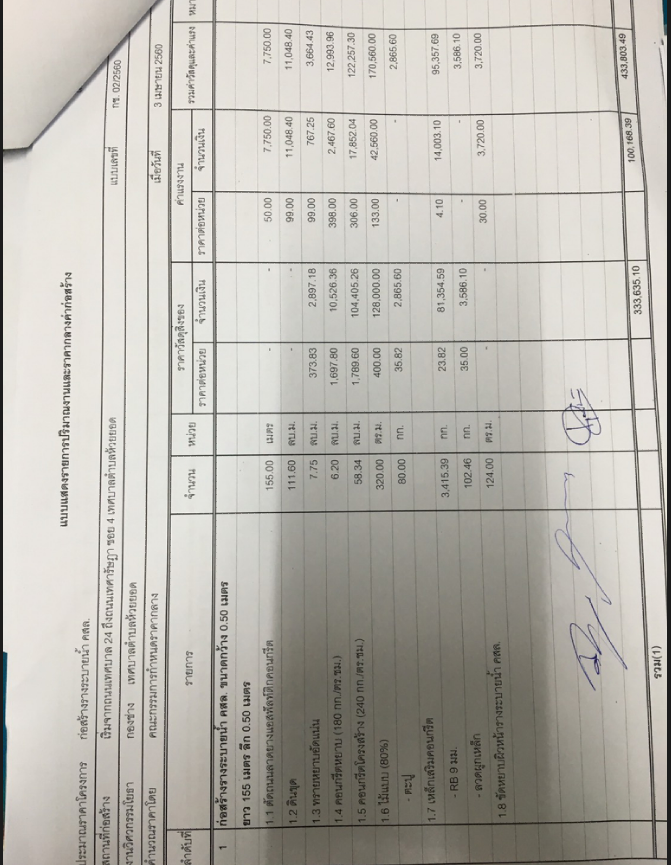 แบบแสดงรายการปริมาณงานและราคากลางค่าก่อสร้าง
ประมาณราคาโครงการ ก่อสร้างรางระบายน้ำ คสล.
สถานที่ก่อสร้าง เริ่มจากถนนเทศบาล 24 ถึงถนนเทศารัษฎา ซอย 4 เทศบาลตำบลห้วยยอด แบบเลขที่ กช. 02/2560
งานวิศวกรรมโยธา กองช่าง เทศบาลตำบลห้วยยอด
คำนวณราคาโดย คณะกรรมการกำหนดราคากลาง เมื่อวันที่ 3 เมษายน 2560
ลำดับที่ รายการ จำนวน หน่วย ราคาวัสดุสิ่งของ ค่าแรงงาน รวมค่าวัสดุและค่าแรง
ราคาต่อหน่วย จำนวนเงิน ราคาต่อหน่วย จำนวนเงิน
1 ก่อสร้างรางระบายน้ำ คสล. ขนาดกว้าง 0.50 เมตร
ยาว 155 เมตร ลึก 0.50 เมตร
1.1 ตัดถนนลาดยางแอสฟัลท์ติกคอนกรีต 155.00 เมตร - - 50.00 7,750.00 7,750.00
1.2 ดินขุด 111.60 ลบ.ม. - - 99.00 11,048.40 11,048.40
1.3 ทรายหยาบอัดแน่น 7.75 ลบ.ม. 373.83 2,897.18 99.00 767.25 3,664.43
1.4 คอนกรีตหยาบ (180 กก./ตร.ซม.) 6.20 ลบ.ม. 1,697.80 10,526.36 398.00 2,467.60 12,993.96
1.5 คอนกรีตโครงสร้าง (240 กก./ตร.ซม.) 58.34 ลบ.ม. 1,789.60 104,405.26 306.00 17,852.04 122,257.30
1.6 ไม้แบบ (80%) 320.00 ตร.ม. 400.00 128,000.00 133.00 42,560.00 170,560.00
- ตะปู 80.00 กก. 35.82 2,865.60 - - 2,865.60
1.7 เหล็กเสริมคอนกรีต
- RB 9 มม. 3,415.39 กก. 23.82 81,354.59 4.10 14,003.10 95,357.69
- ลวดผูกเหล็ก 102.46 กก. 35.00 3,586.10 - - 3,586.10
1.8 ขัดหยาบผิวหน้ารางระบายน้ำ คสล. 124.00 ตร.ม. - - 30.00 3,720.00 3,720.00
รวม(1) 333,635.10 100,168.39 433,803.49